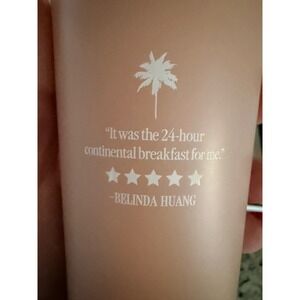 "It was the 24-hour
continental breakfast for me."
-BELINDA HUANG